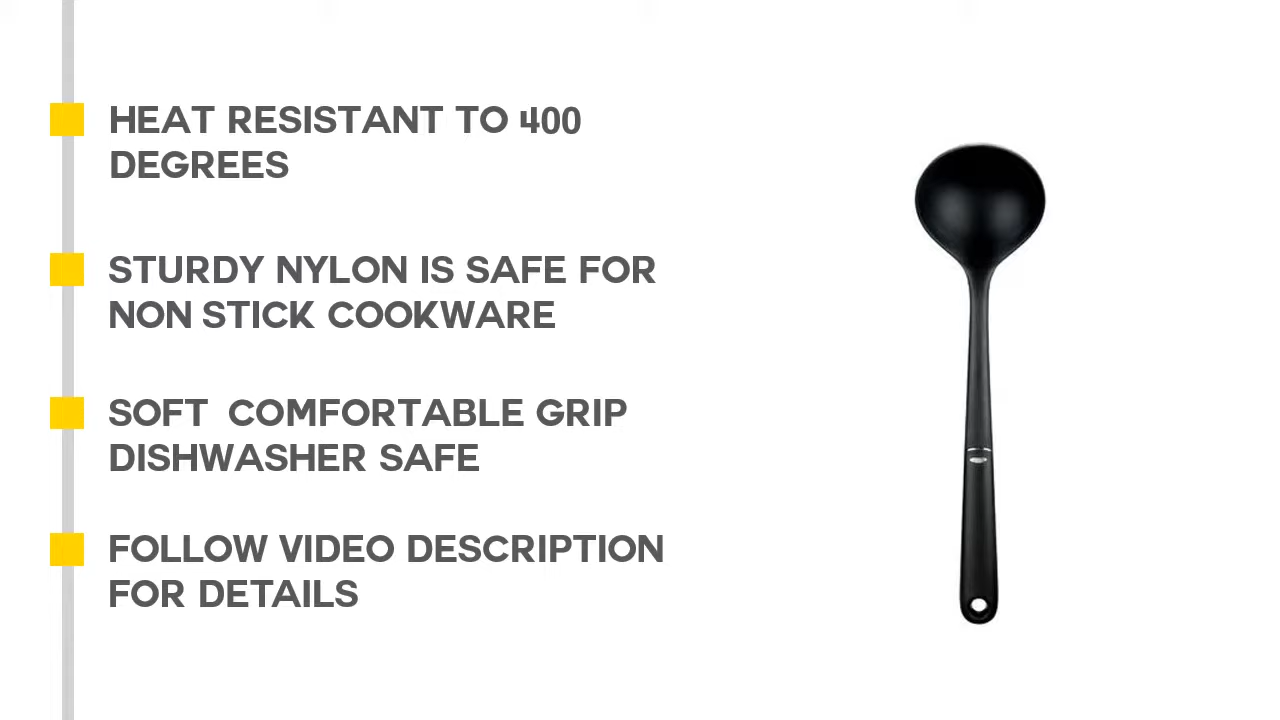 HEAT RESISTANT TO 400
DEGREES
STURDY NYLON IS SAFE FOR
NON STICK COOKWARE
SOFT  COMFORTABLE GRIP
DISHWASHER SAFE
FOLLOW VIDEO DESCRIPTION
FOR DETAILS